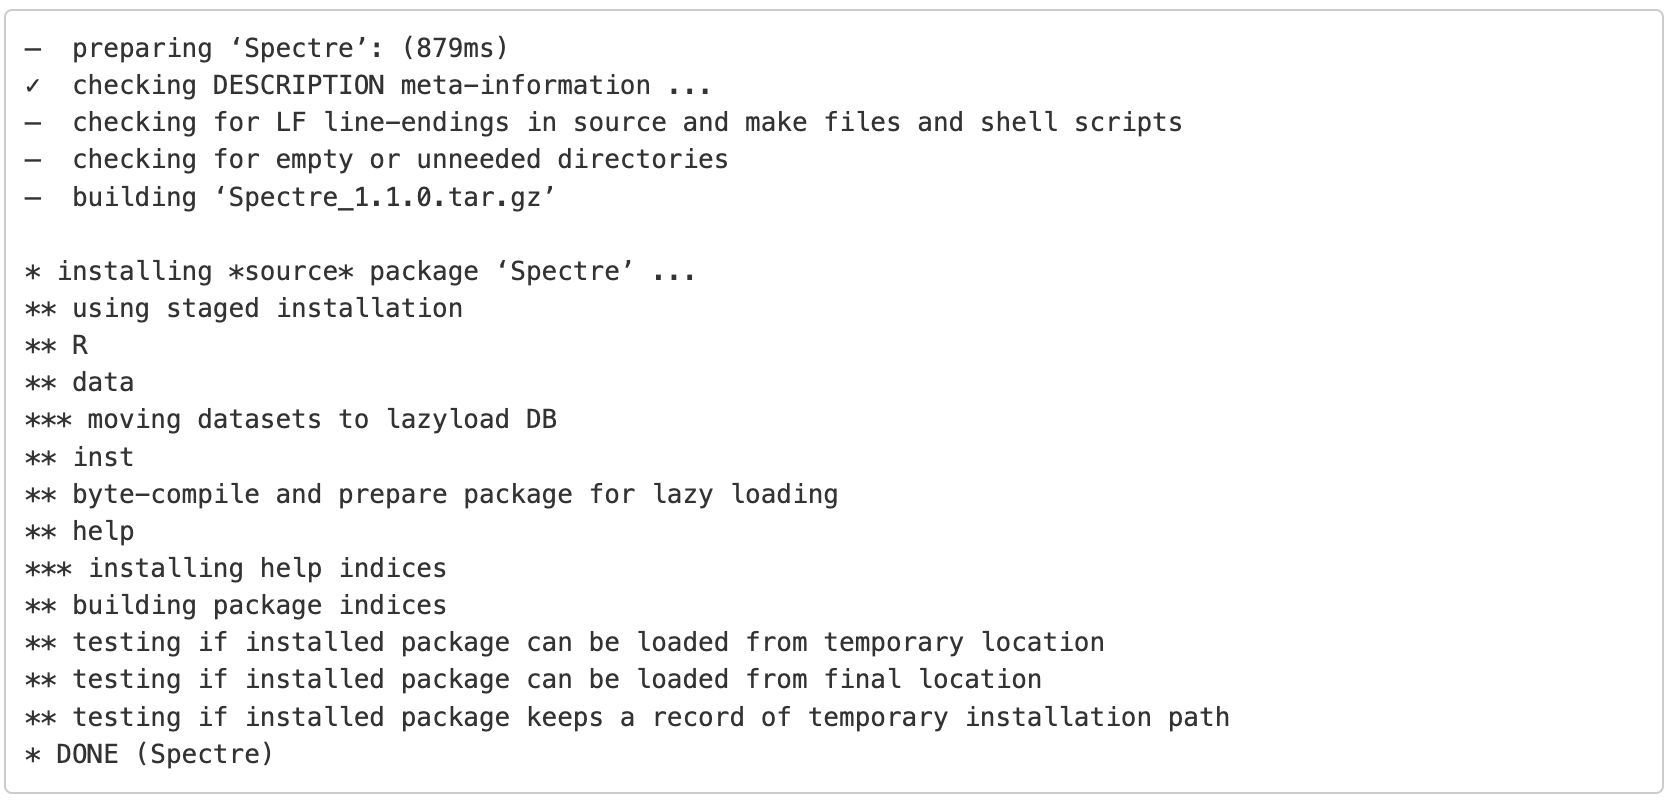 –  preparing ‘Spectre’: (879ms)
✓  checking DESCRIPTION meta-information ...
–  checking for LF line-endings in source and make files and shell scripts
–  checking for empty or unneeded directories
–  building ‘Spectre_1.1.0.tar.gz’

* installing *source* package ‘Spectre’ ...
** using staged installation
** R
** data
*** moving datasets to lazyload DB
** inst
** byte-compile and prepare package for lazy loading
** help
*** installing help indices
** building package indices
** testing if installed package can be loaded from temporary location
** testing if installed package can be loaded from final location
** testing if installed package keeps a record of temporary installation path
* DONE (Spectre)